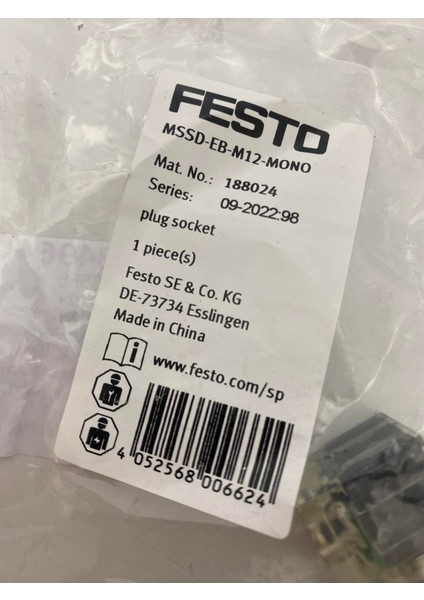 FESTO
MSSD-EB-M12-MONO
Mat. No.: 188024
Series: 09-2022:98
plug socket
1 piece(s)
Festo SE & Co. KG
DE-73734 Esslingen
Made in China
www.festo.com/sp
4 052568 006624